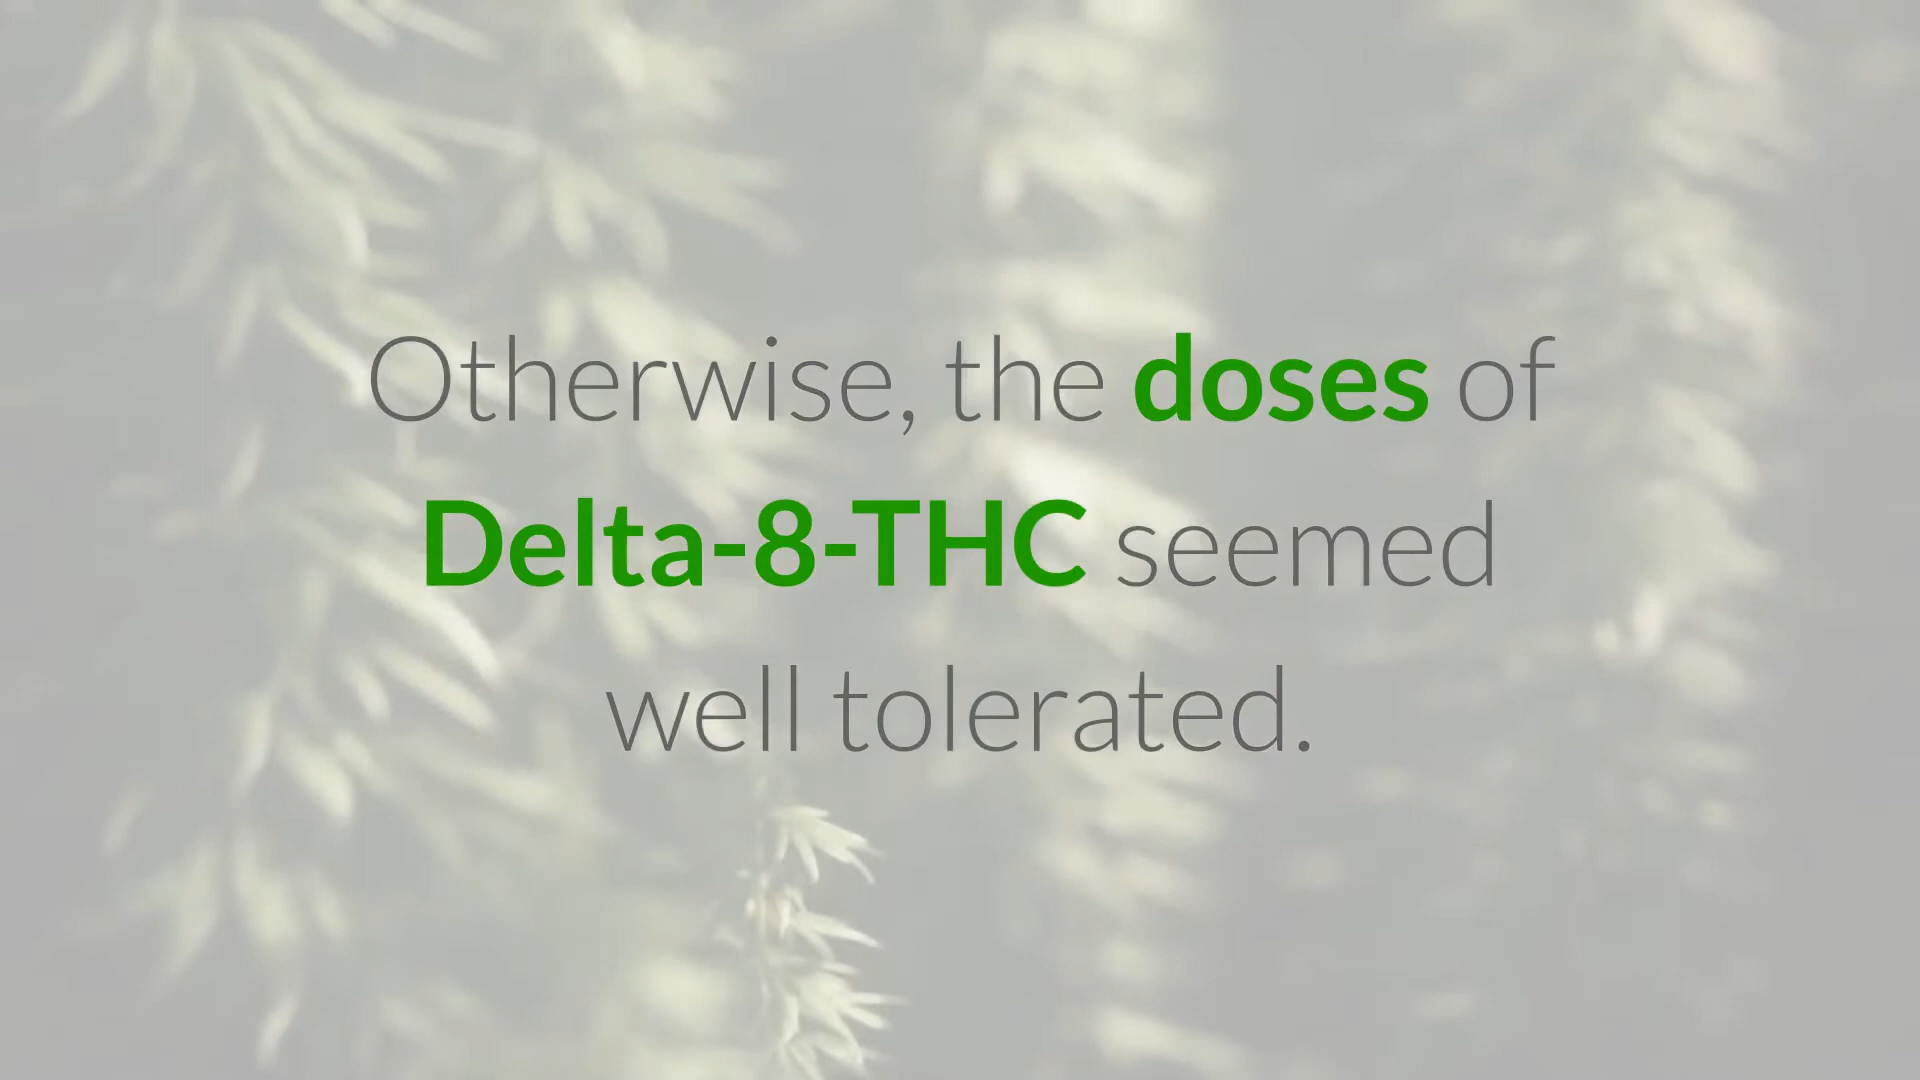 Otherwise, the doses of
Delta-8-THC seemed
well tolerated.